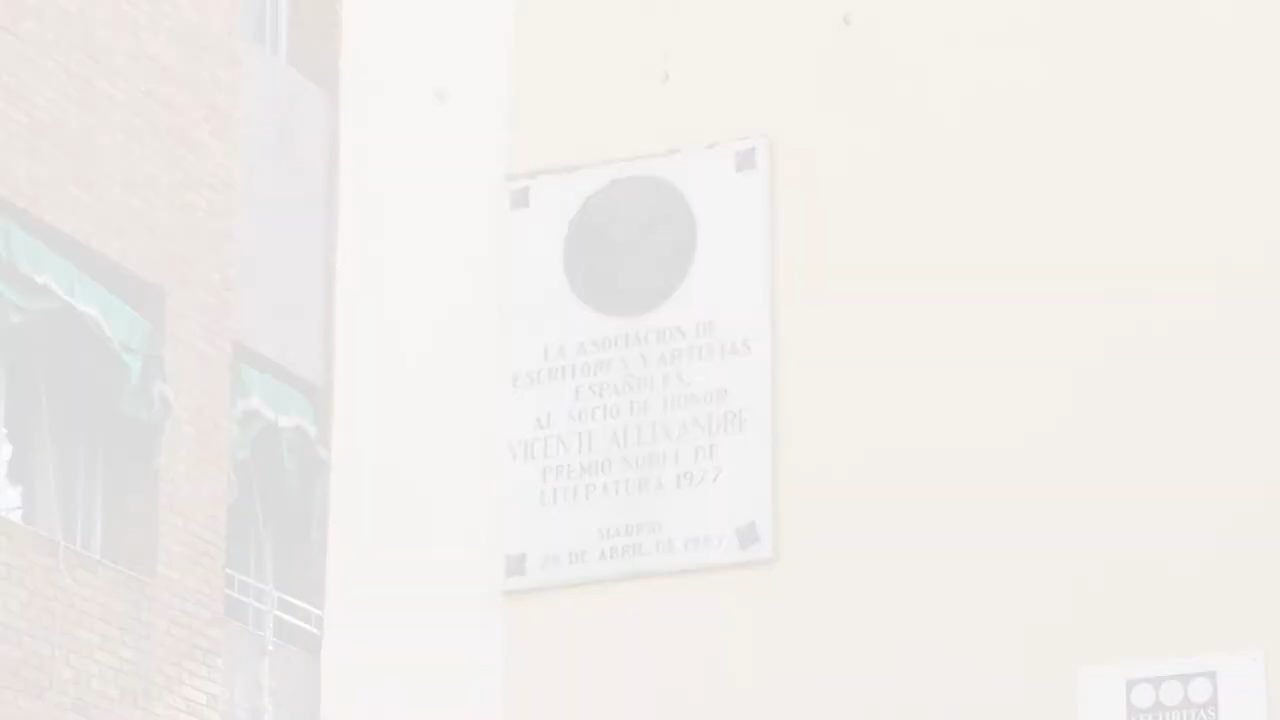 LA ASOCIACION DE
ESCRITORES Y ARTISTAS
ESPAÑOLES,
AL SOCIO DE HONOR
VICENTE ALEIXANDRE
PREMIO NOBEL DE
LITERATURA 1977
MADRID
DE ABRIL DE
SECURITAS